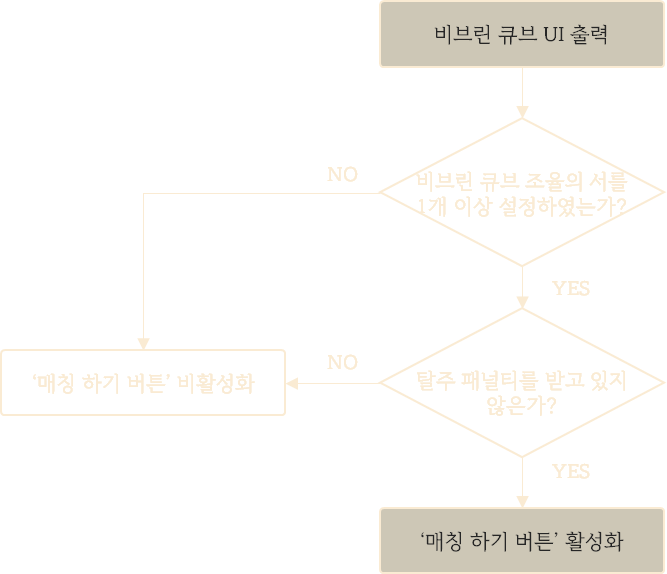 비브린 큐브 UI 출력
NO
비브린 큐브 조율의 서를
1개 이상 설정하였는가?
YES
NO
‘매칭 하기 버튼’ 비활성화
탈주 패널티를 받고 있지
않은가?
YES
‘매칭 하기 버튼’ 활성화